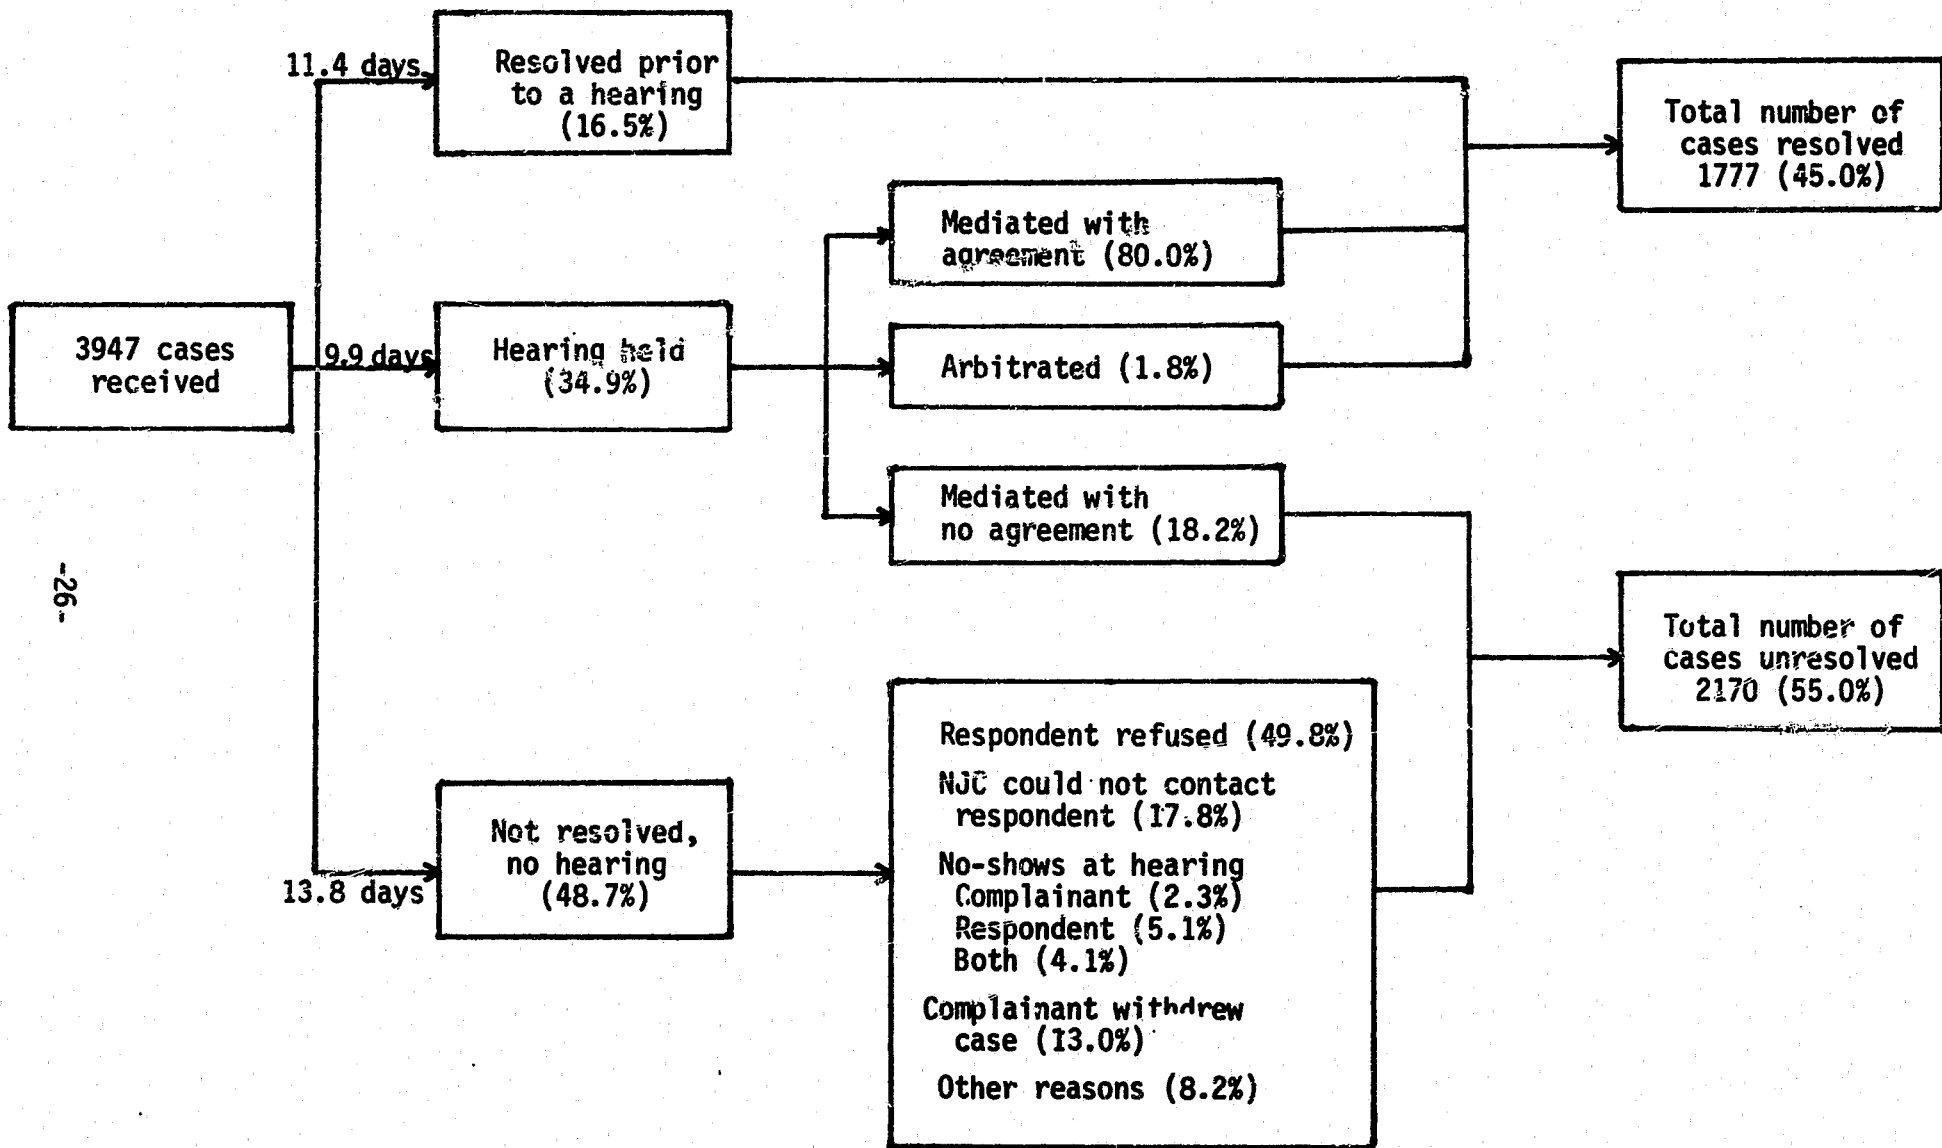 3947 cases
received
11.4 days
9.9 days
13.8 days
Resolved prior
to a hearing
(16.5%)
Hearing held
(34.9%)
Not resolved,
no hearing
(48.7%)
Mediated with
agreement (80.0%)
Arbitrated (1.8%)
Mediated with
no agreement (18.2%)
Respondent refused (49.8%)
NJC could not contact
respondent (17.8%)
No-shows at hearing
Complainant (2.3%)
Respondent (5.1%)
Both (4.1%)
Complainant withdrew
case (13.0%)
Other reasons (8.2%)
Total number of
cases resolved
1777 (45.0%)
Total number of
cases unresolved
2170 (55.0%)
-26-